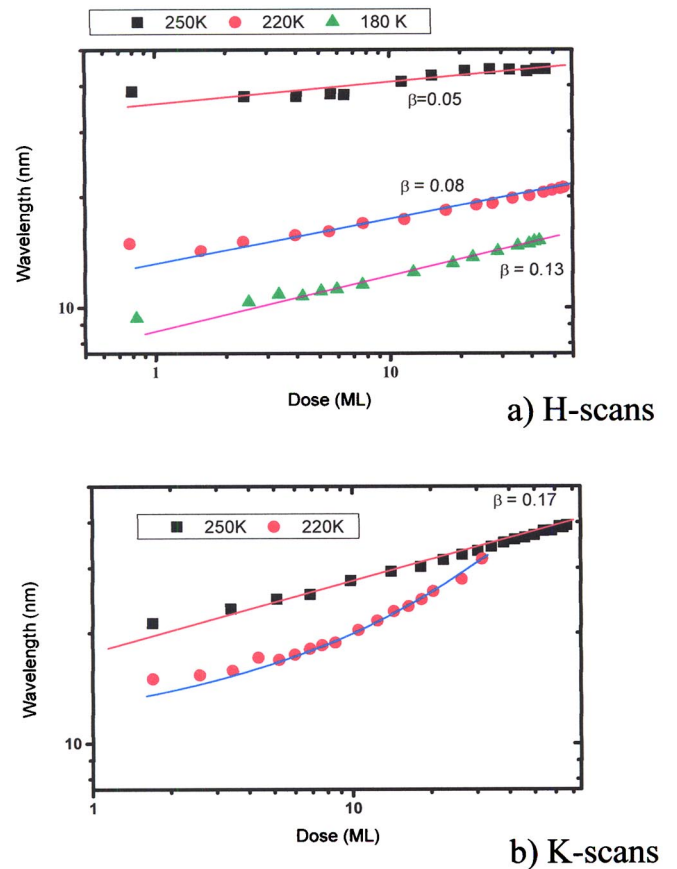 250K 220K 180 K
β=0.05
β = 0.08
β = 0.13
Wavelength (nm)
10
1 10
Dose (ML)
a) H-scans
β = 0.17
250K 220K
Wavelength (nm)
10
1 10
Dose (ML)
b) K-scans